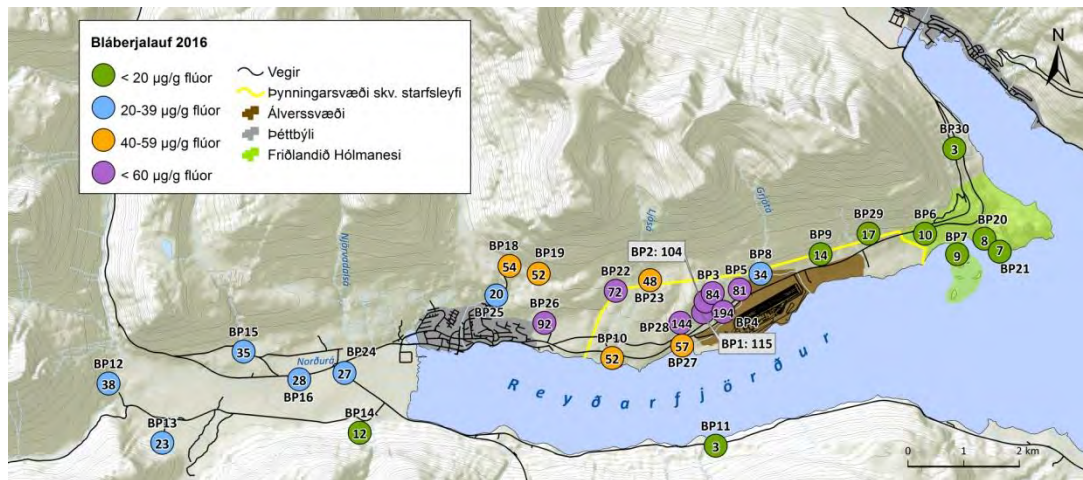 Bláberjalauf 2016
< 20 µg/g flúor
20-39 µg/g flúor
40-59 µg/g flúor
< 60 µg/g flúor
Vegir
Þynningarsvæði skv. starfsleyfi
Álverssvæði
Þéttbýli
Friðlandið Hólmanesi
N
BP30
3
BP29
17
BP6
10
BP20
8
BP7
9
7
BP21
BP9
14
Grjótá
BP8
34
Ljósá
BP2: 104
BP3
84
BP5
81
BP18
54
BP19
52
BP22
72
48
BP23
Njörvadalsá
20
BP25
BP26
92
BP28
144
194
BP4
BP1: 115
57
BP27
BP10
52
BP15
35
BP24
27
Norðurá
28
BP16
BP12
38
BP13
23
BP14
12
Reyðarfjörður
BP11
3
0 1 2 km